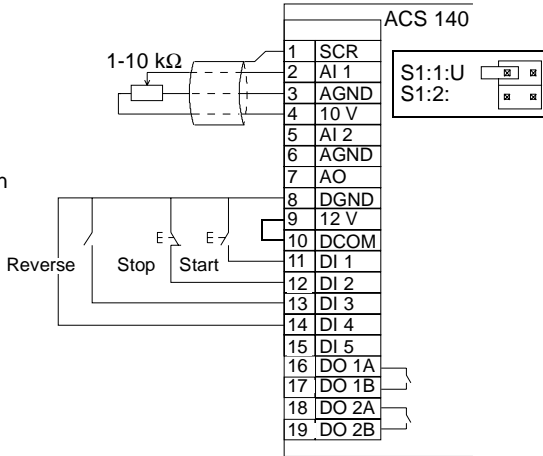 ACS 140
1-10 kΩ
1 SCR
2 AI 1
3 AGND
4 10 V
5 AI 2
6 AGND
7 AO
8 DGND
9 12 V
10 DCOM
11 DI 1
12 DI 2
13 DI 3
14 DI 4
15 DI 5
16 DO 1A
17 DO 1B
18 DO 2A
19 DO 2B
S1:1:U
S1:2:
n
E E
Reverse Stop Start